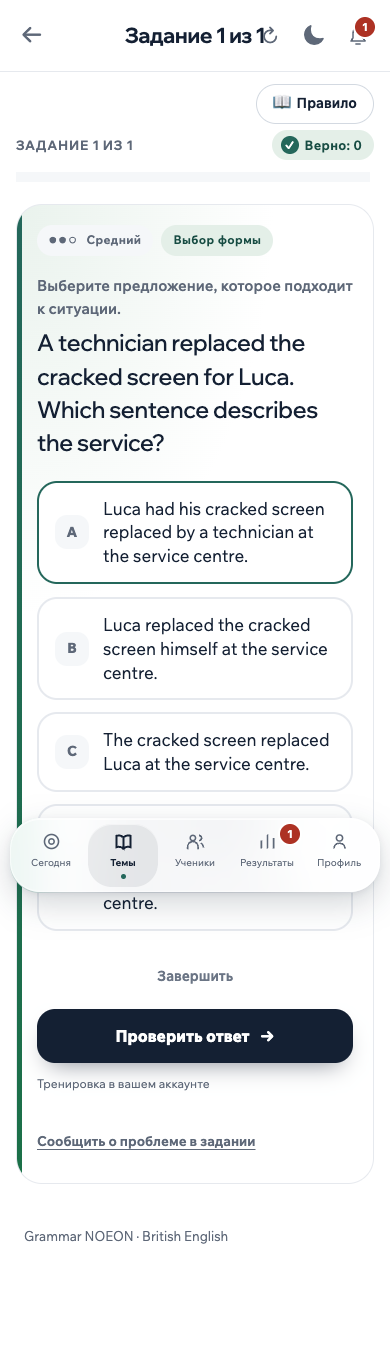 Задание 1 из 1
1
Правило
ЗАДАНИЕ 1 ИЗ 1
Верно: 0
Средний
Выбор формы
Выберите предложение, которое подходит
к ситуации.
A technician replaced the
cracked screen for Luca.
Which sentence describes
the service?
A
Luca had his cracked screen
replaced by a technician at
the service centre.
B
Luca replaced the cracked
screen himself at the service
centre.
C
The cracked screen replaced
Luca at the service centre.
1
Сегодня
Темы
Ученики
Результаты
Профиль
centre.
Завершить
Проверить ответ →
Тренировка в вашем аккаунте
Сообщить о проблеме в задании
Grammar NOEON · British English